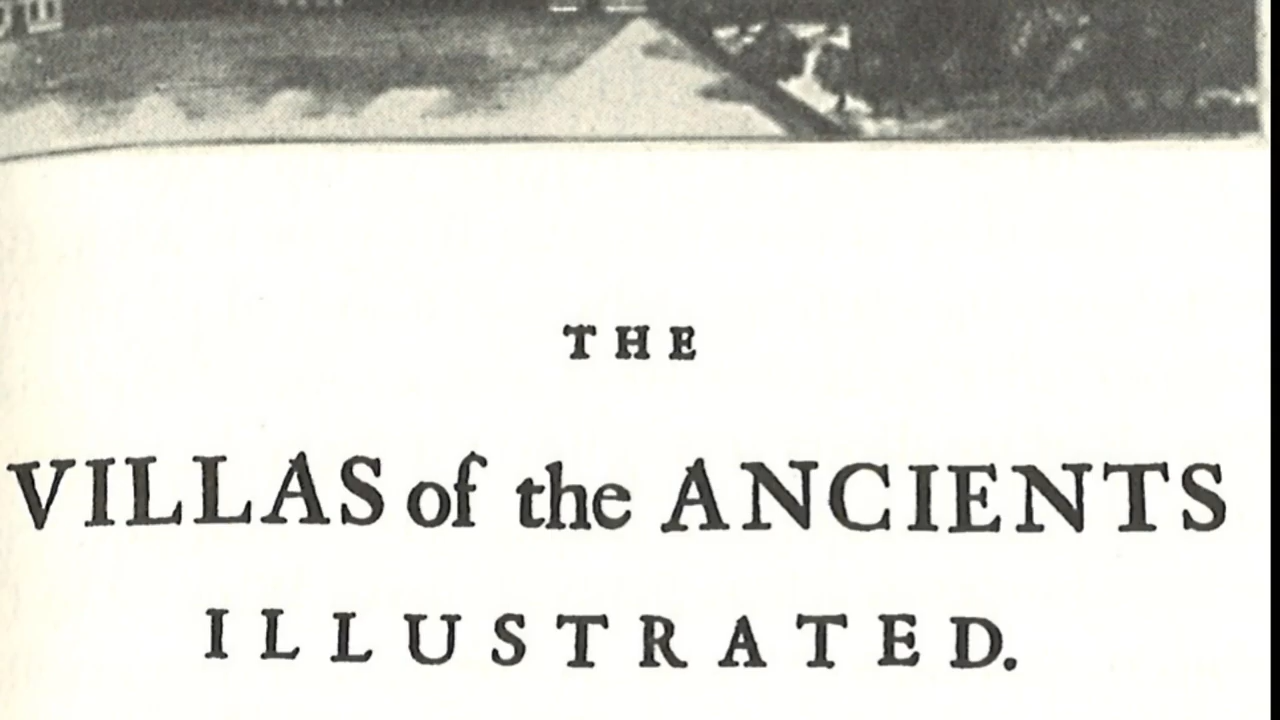 THE
VILLAS of the ANCIENTS
ILLUSTRATED.